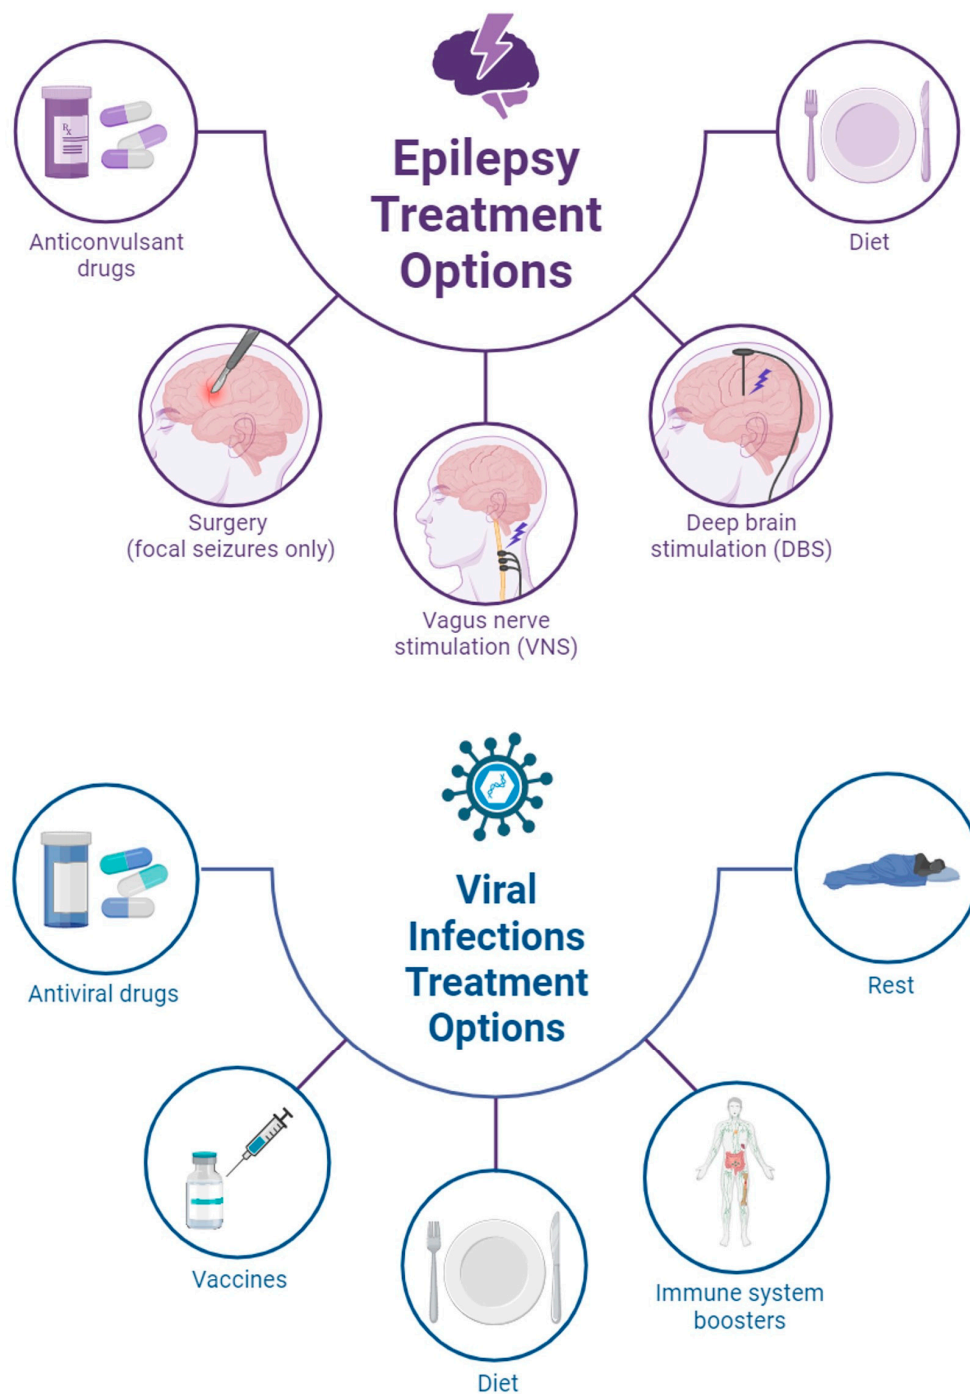 Epilepsy
Treatment
Options
Rx
Anticonvulsant
drugs
Diet
Surgery
(focal seizures only)
Deep brain
stimulation (DBS)
Vagus nerve
stimulation (VNS)
Viral
Infections
Treatment
Options
Antiviral drugs
Rest
Vaccines
Immune system
boosters
Diet